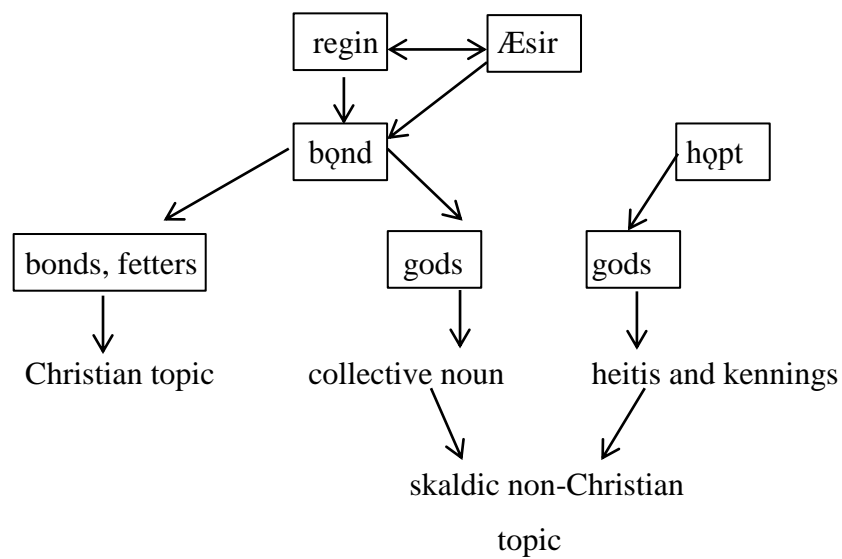 regin Æsir
bǫnd hǫpt
bonds, fetters gods gods
Christian topic collective noun heitis and kennings
skaldic non-Christian
topic